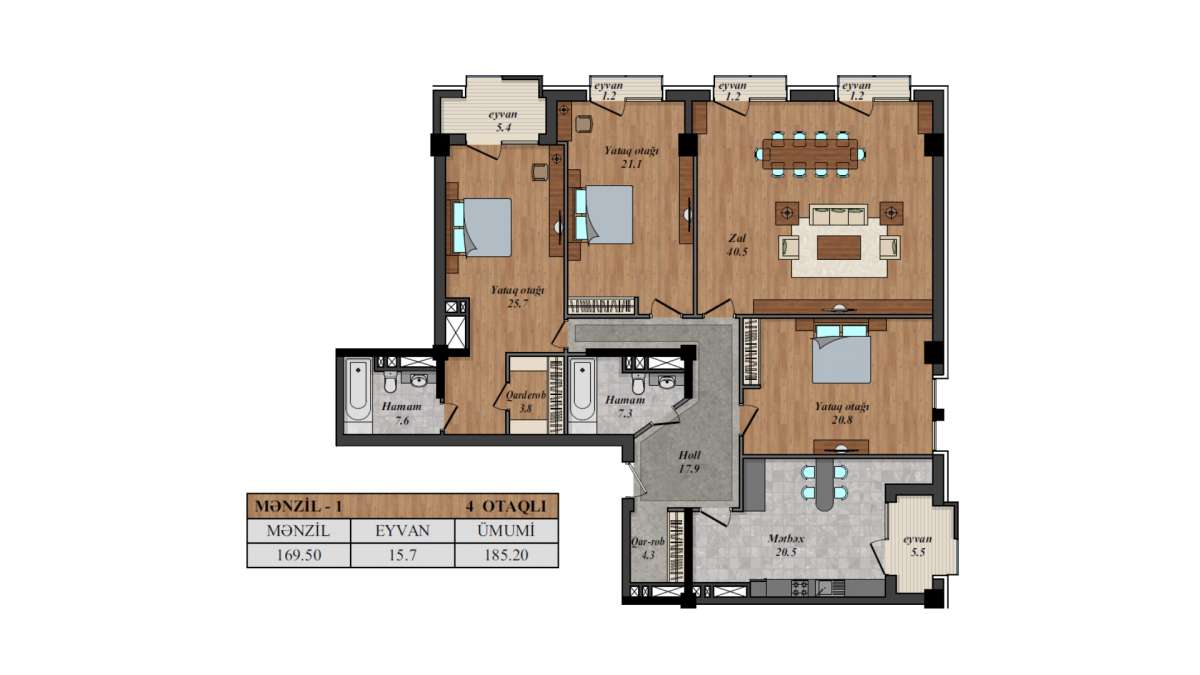 eyvan
1.2
eyvan
1.2
eyvan
1.2
eyvan
5.4
Yataq otağı
21.1
Zal
40.5
Yataq otağı
25.7
Qarderob
3.8
Hamam
7.6
Hamam
7.3
Yataq otağı
20.8
Holl
17.9
Qar-rob
4.3
Mətbəx
20.5
eyvan
5.5
MƏNZİL - 1 4 OTAQLI
MƏNZİL EYVAN ÜMUMİ
169.50 15.7 185.20